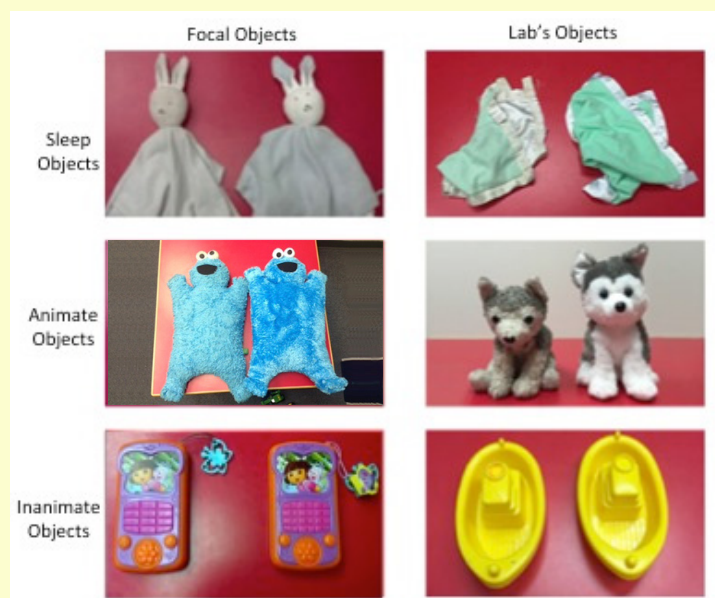 Focal Objects
Lab's Objects
Sleep
Objects
Animate
Objects
Inanimate
Objects